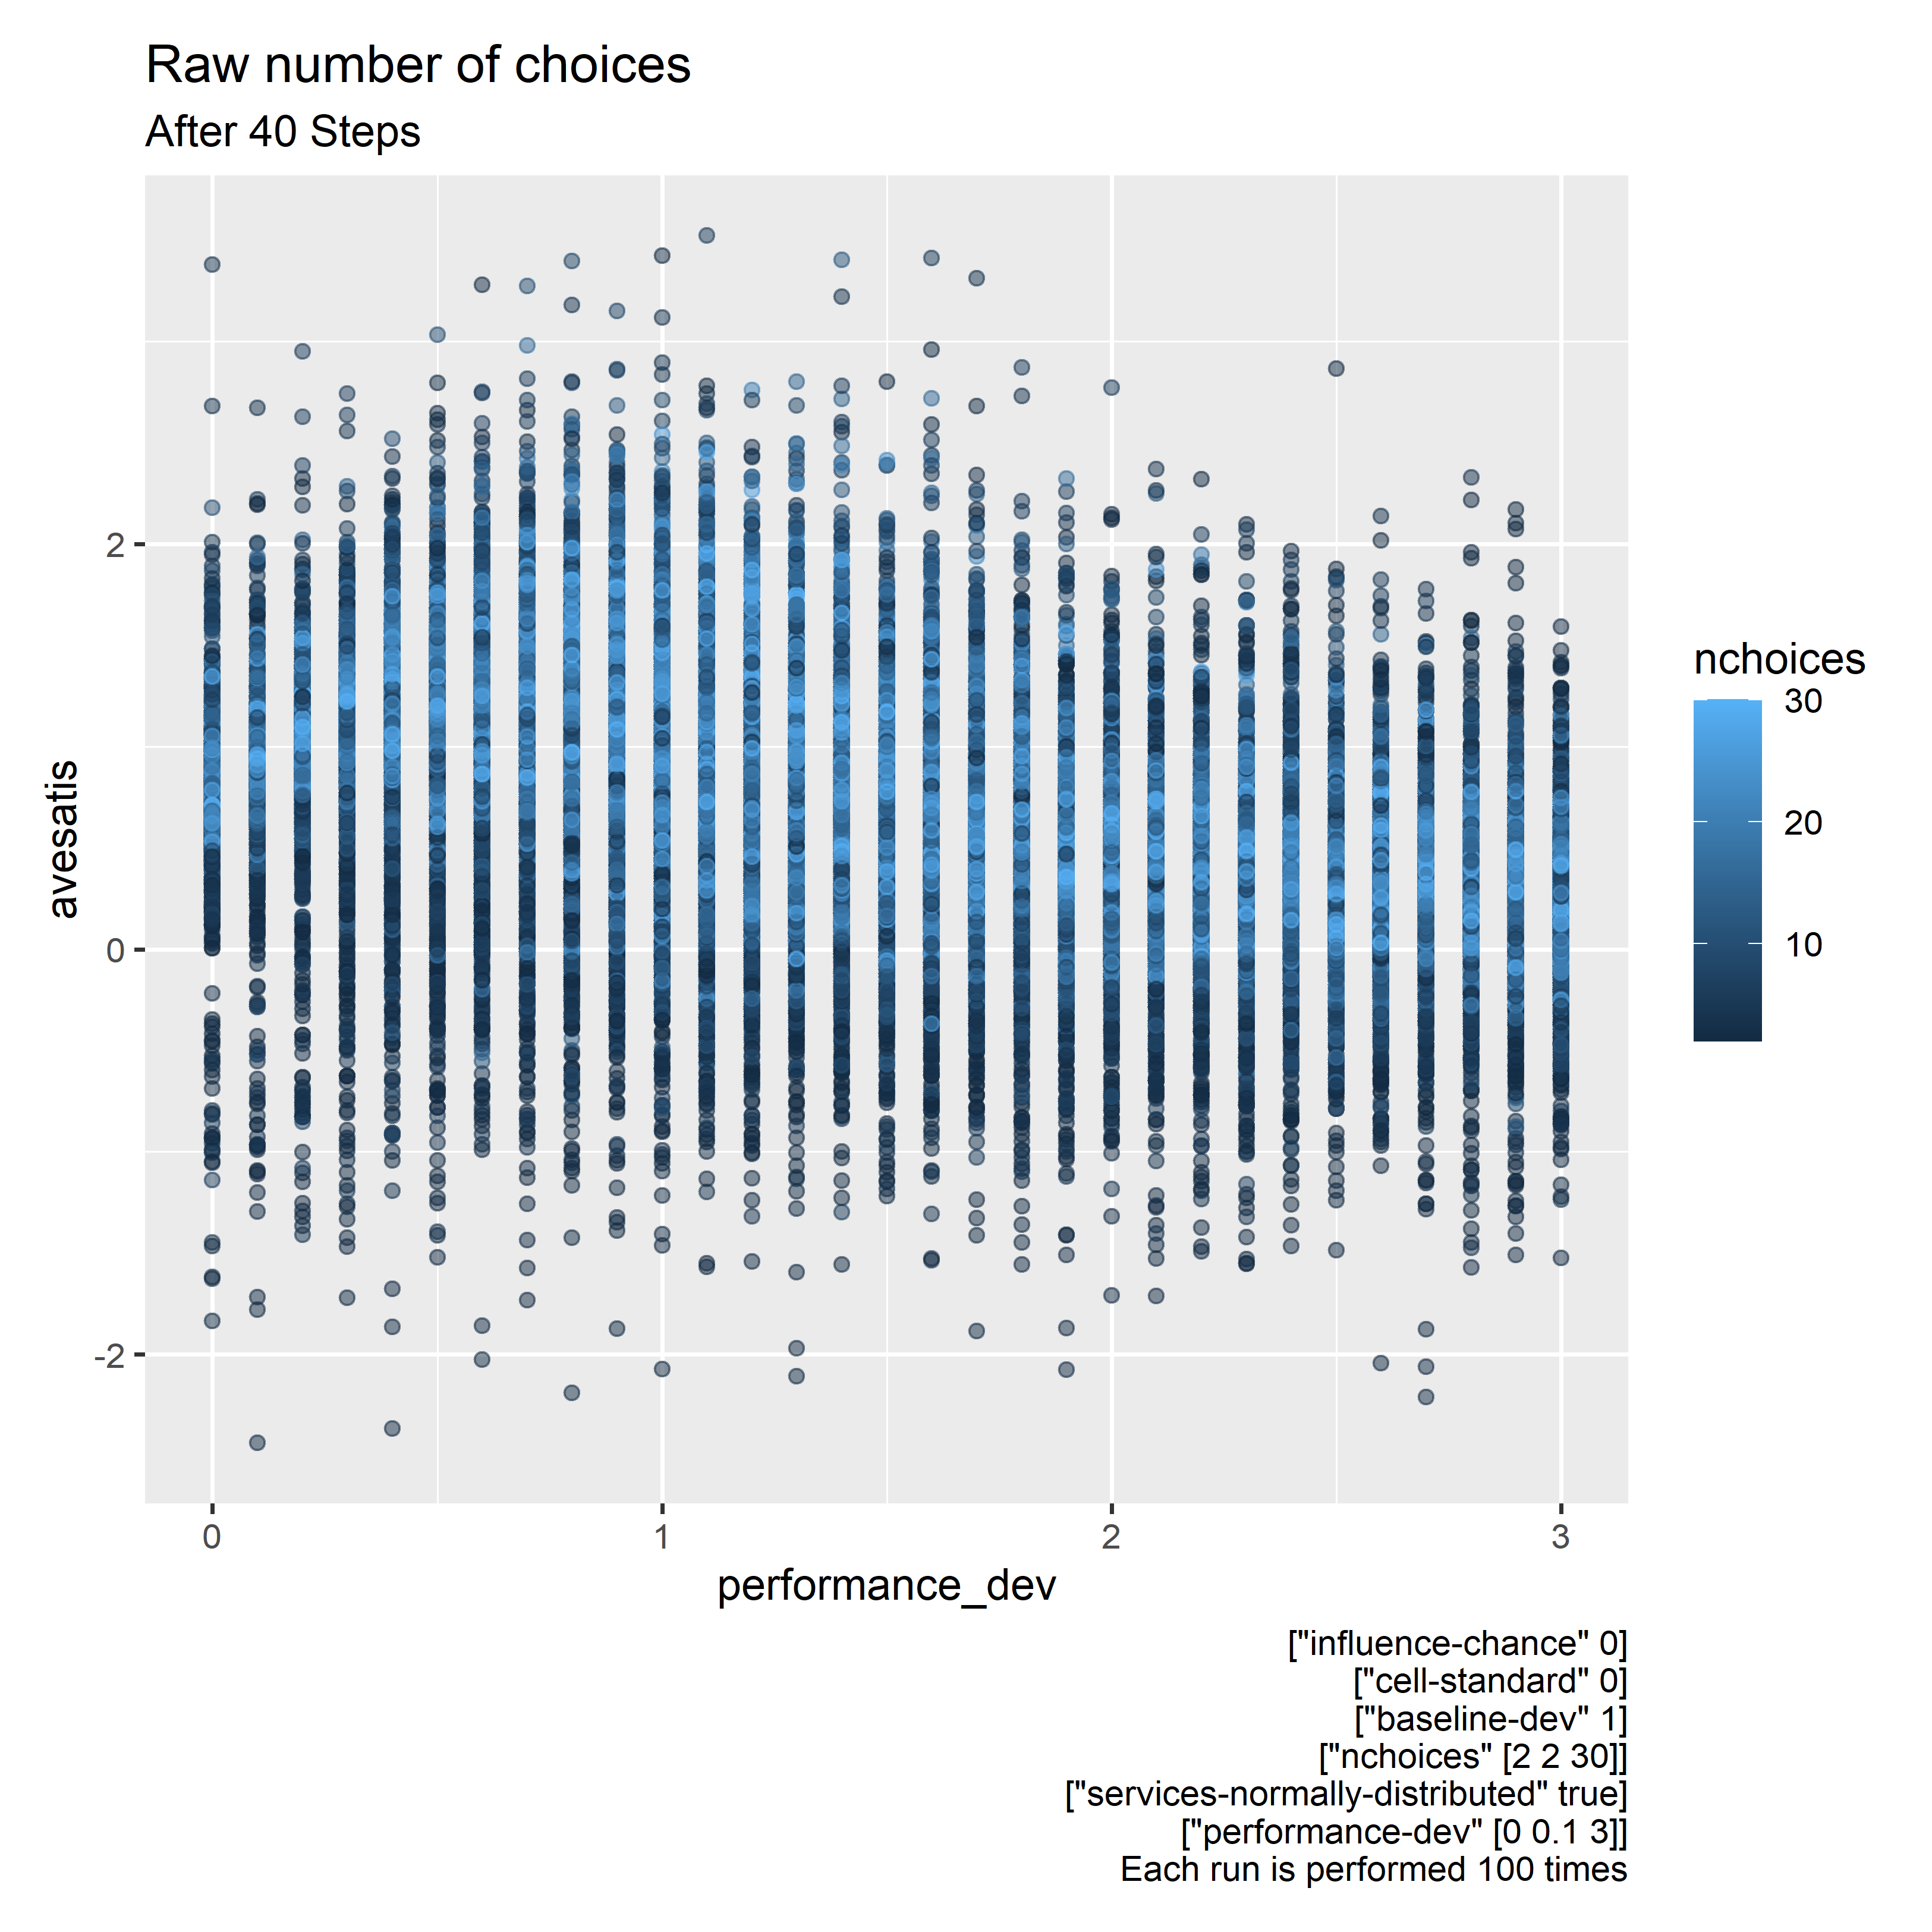 Raw number of choices
After 40 Steps
2
0
-2
avesatis
0
1
2
3
performance_dev
nchoices
30
20
10
["influence-chance" 0]
["cell-standard" 0]
["baseline-dev" 1]
["nchoices" [2 2 30]]
["services-normally-distributed" true]
["performance-dev" [0 0.1 3]]
Each run is performed 100 times